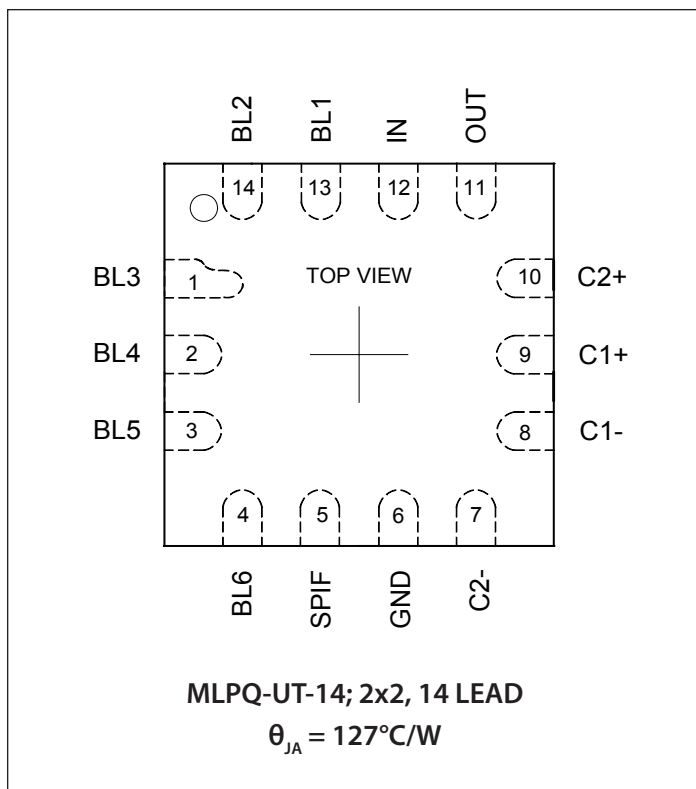 BL2
BL1
IN
OUT
14
13
12
11
BL3
1
TOP VIEW
10
C2+
BL4
2
9
C1+
BL5
3
8
C1-
4
5
6
7
BL6
SPIF
GND
C2-
MLPQ-UT-14; 2x2, 14 LEAD
θJA = 127°C/W